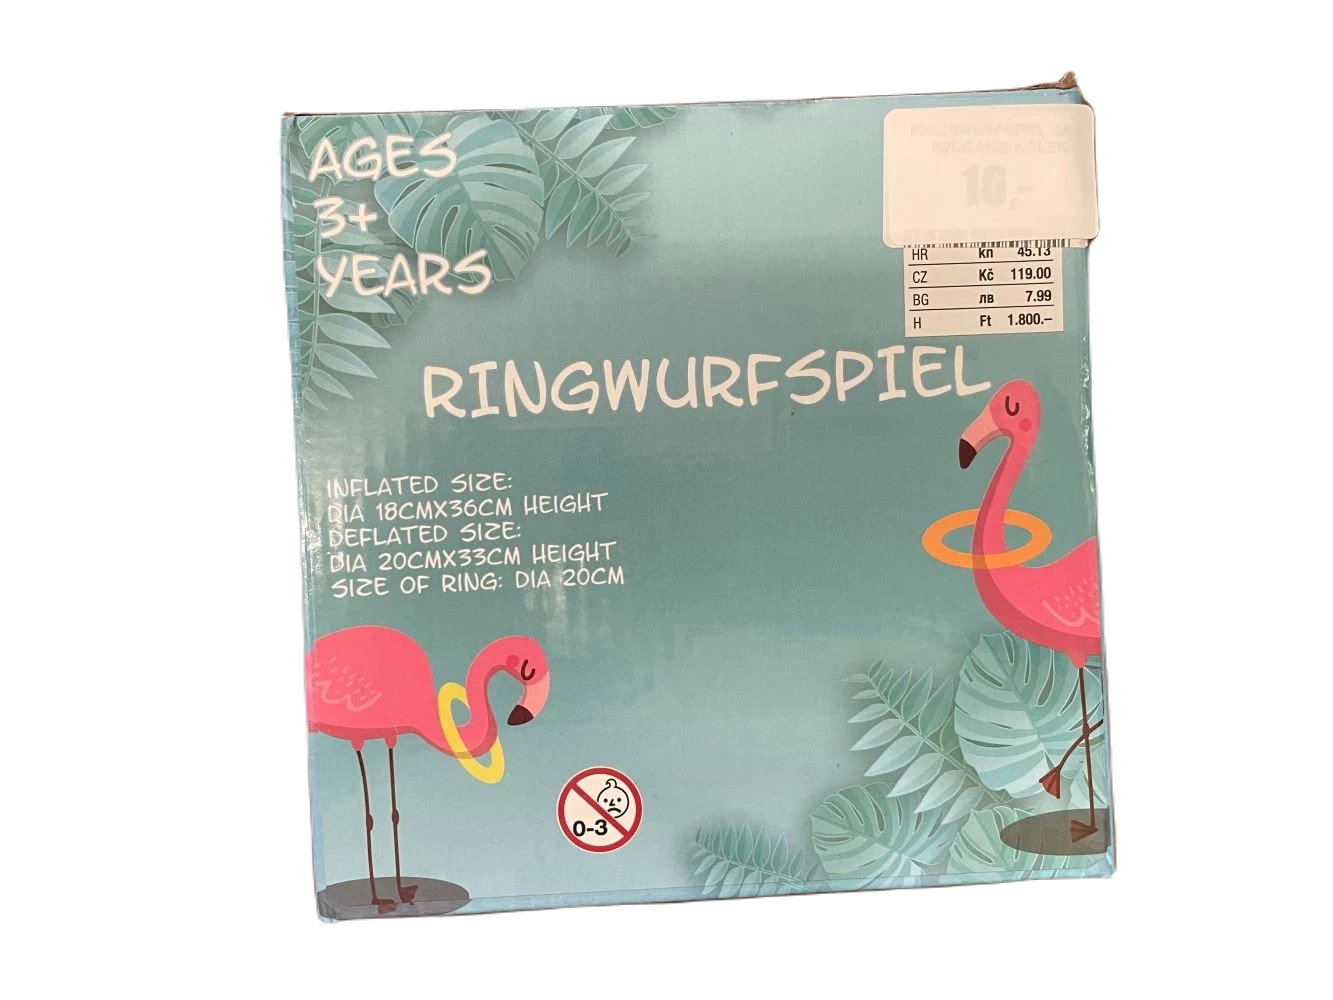 AGES
3+
YEARS
10.-
HR kn 45.13
CZ Kč 119.00
BG лв 7.99
H Ft 1.800.–
RINGWURFSPIEL
INFLATED SIZE:
DIA 18CMX36CM HEIGHT
DEFLATED SIZE:
DIA 20CMX33CM HEIGHT
SIZE OF RING: DIA 20CM
0-3